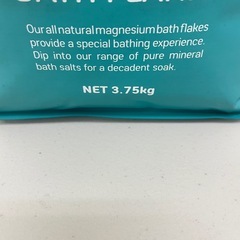 Our all natural magnesium bath flakes
provide a special bathing experience.
Dip into our range of pure mineral
bath salts for a decadent soak.
NET 3.75kg